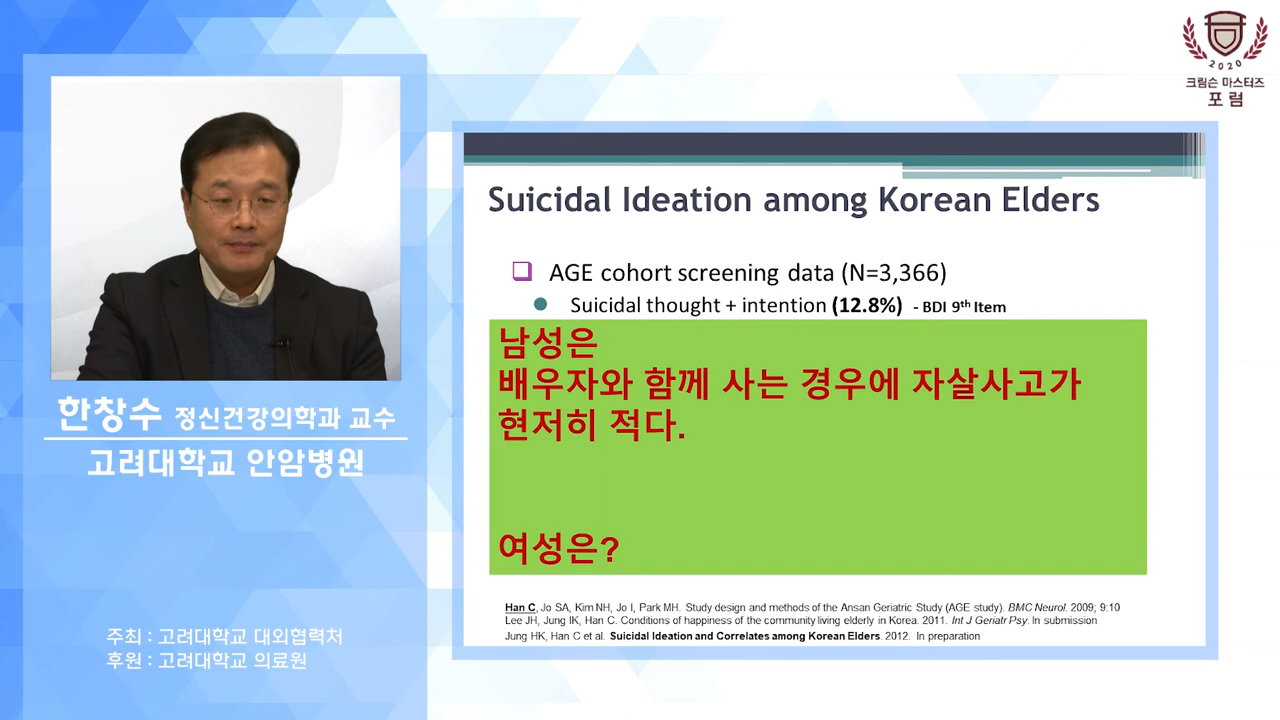 2020
크림슨 마스터즈
포 럼
한창수 정신건강의학과 교수
고려대학교 안암병원
주최 : 고려대학교 대외협력처
후원 : 고려대학교 의료원
Suicidal Ideation among Korean Elders
AGE cohort screening data (N=3,366)
Suicidal thought + intention (12.8%) - BDI 9th Item
남성은
배우자와 함께 사는 경우에 자살사고가
현저히 적다.
여성은?
Han C, Jo SA, Kim NH, Jo I, Park MH. Study design and methods of the Ansan Geriatric Study (AGE study). BMC Neurol. 2009; 9:10
Lee JH, Jung IK, Han C. Conditions of happiness of the community living elderly in Korea. 2011. Int J Geriatr Psy. In submission
Jung HK, Han C et al. Suicidal Ideation and Correlates among Korean Elders. 2012. In preparation